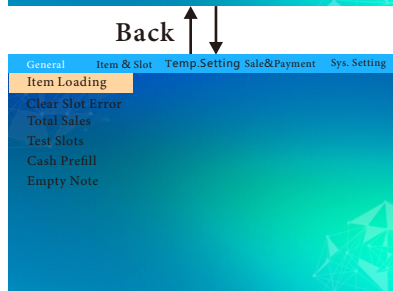 Back
General Item & Slot Temp.Setting Sale&Payment Sys. Setting
Item Loading
Clear Slot Error
Total Sales
Test Slots
Cash Prefill
Empty Note